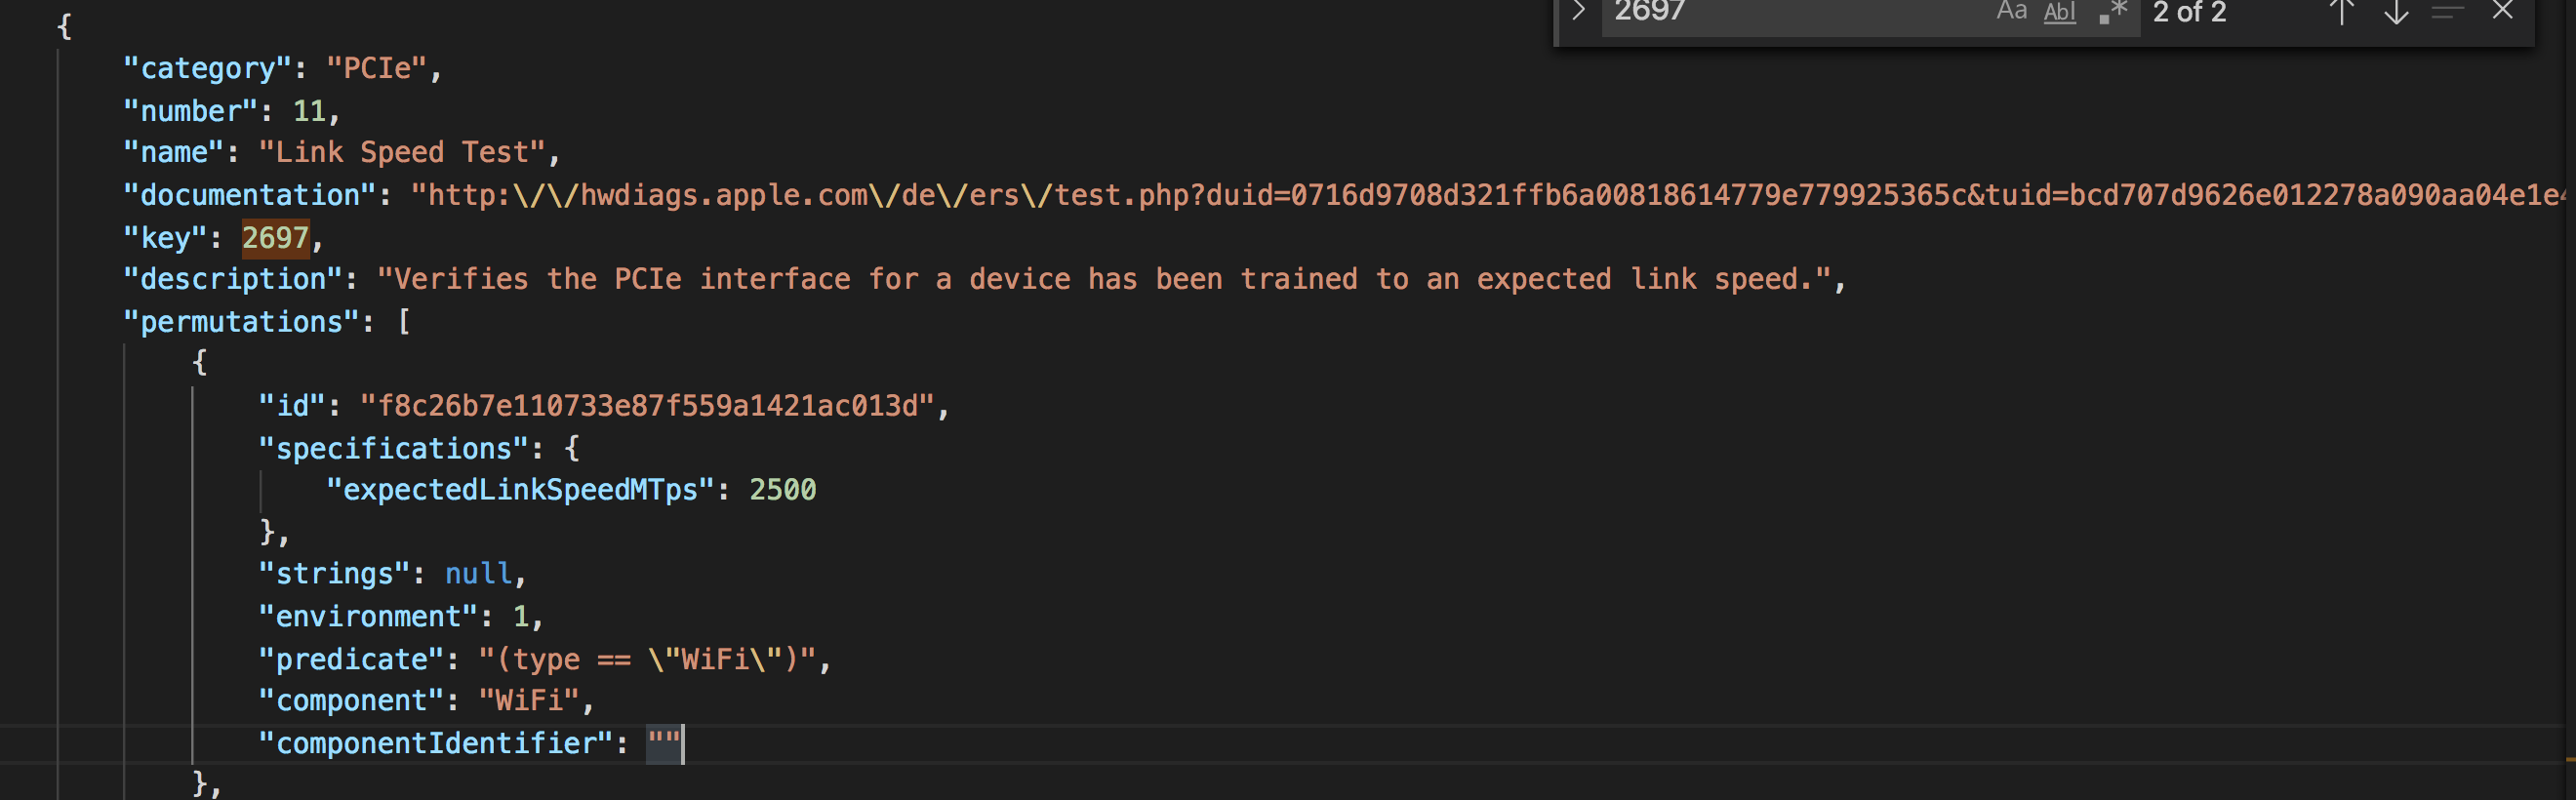 {
2697 Aa Abl .* 2 of 2
"category": "PCIe",
"number": 11,
"name": "Link Speed Test",
"documentation": "http:\/\/hwdiags.apple.com\/de\/ers\/test.php?duid=0716d9708d321ffb6a00818614779e779925365c&tuid=bcd707d9626e012278a090aa04e1e4
"key": 2697,
"description": "Verifies the PCIe interface for a device has been trained to an expected link speed.",
"permutations": [
{
"id": "f8c26b7e110733e87f559a1421ac013d",
"specifications": {
"expectedLinkSpeedMTps": 2500
},
"strings": null,
"environment": 1,
"predicate": "(type == \"WiFi\")",
"component": "WiFi",
"componentIdentifier": ""
},